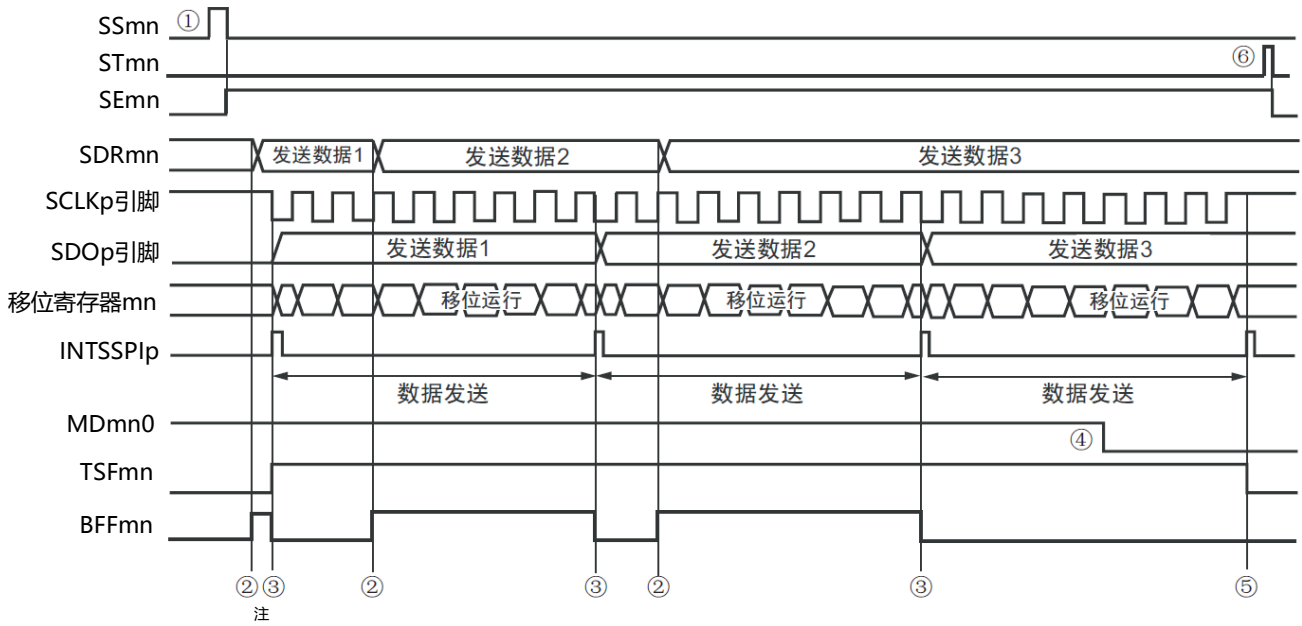 SSmn ①
STmn ⑥
SEmn
SDRmn 发送数据1 发送数据2 发送数据3
SCLKp引脚
SDOp引脚 发送数据1 发送数据2 发送数据3
移位寄存器mn 移位运行 移位运行 移位运行
INTSSPIp
数据发送 数据发送 数据发送
MDmn0 ④
TSFmn
BFFmn
② ③ ② ③ ② ③ ⑤
注